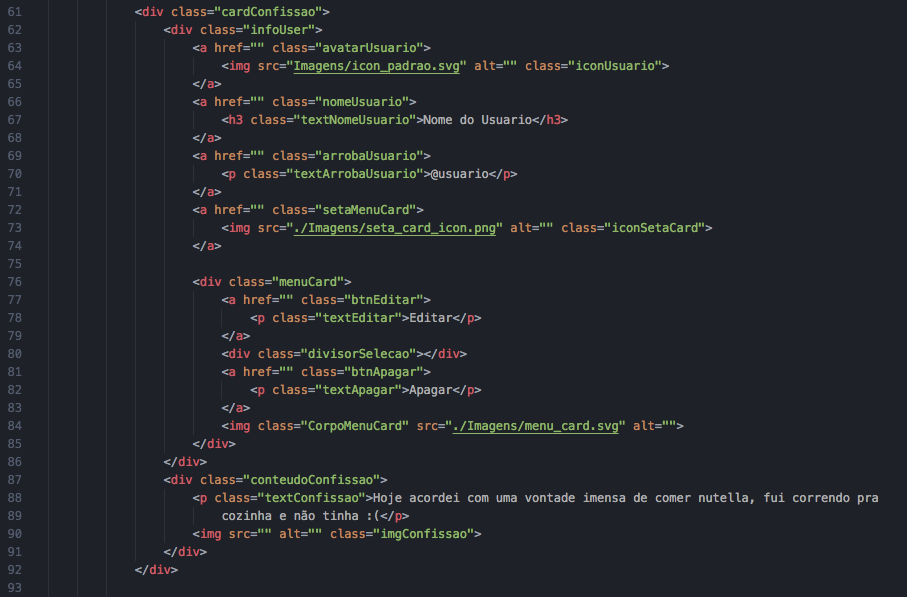 61 <div class="cardConfissao">
62 <div class="infoUser">
63 <a href="" class="avatarUsuario">
64 <img src="Imagens/icon_padrao.svg" alt="" class="iconUsuario">
65 </a>
66 <a href="" class="nomeUsuario">
67 <h3 class="textNomeUsuario">Nome do Usuario</h3>
68 </a>
69 <a href="" class="arrobaUsuario">
70 <p class="textArrobaUsuario">@usuario</p>
71 </a>
72 <a href="" class="setaMenuCard">
73 <img src="./Imagens/seta_card_icon.png" alt="" class="iconSetaCard">
74 </a>
75
76 <div class="menuCard">
77 <a href="" class="btnEditar">
78 <p class="textEditar">Editar</p>
79 </a>
80 <div class="divisorSelecao"></div>
81 <a href="" class="btnApagar">
82 <p class="textApagar">Apagar</p>
83 </a>
84 <img class="CorpoMenuCard" src="./Imagens/menu_card.svg" alt="">
85 </div>
86 </div>
87 <div class="conteudoConfissao">
88 <p class="textConfissao">Hoje acordei com uma vontade imensa de comer nutella, fui correndo pra
89 cozinha e não tinha :(</p>
90 <img src="" alt="" class="imgConfissao">
91 </div>
92 </div>
93